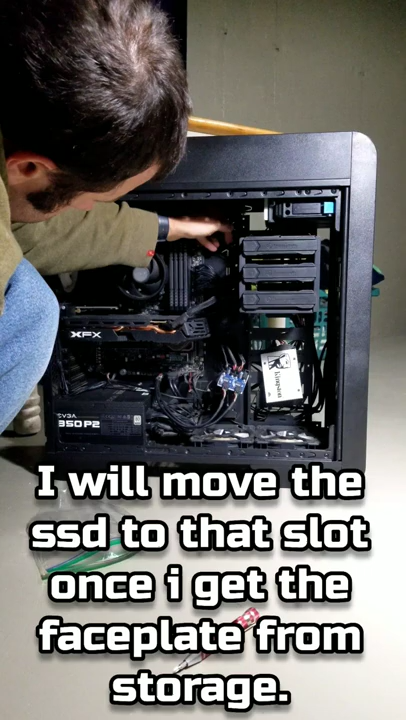 XFX
EVGA
850 P2
Kingston
I will move the
ssd to that slot
once i get the
faceplate from
storage.